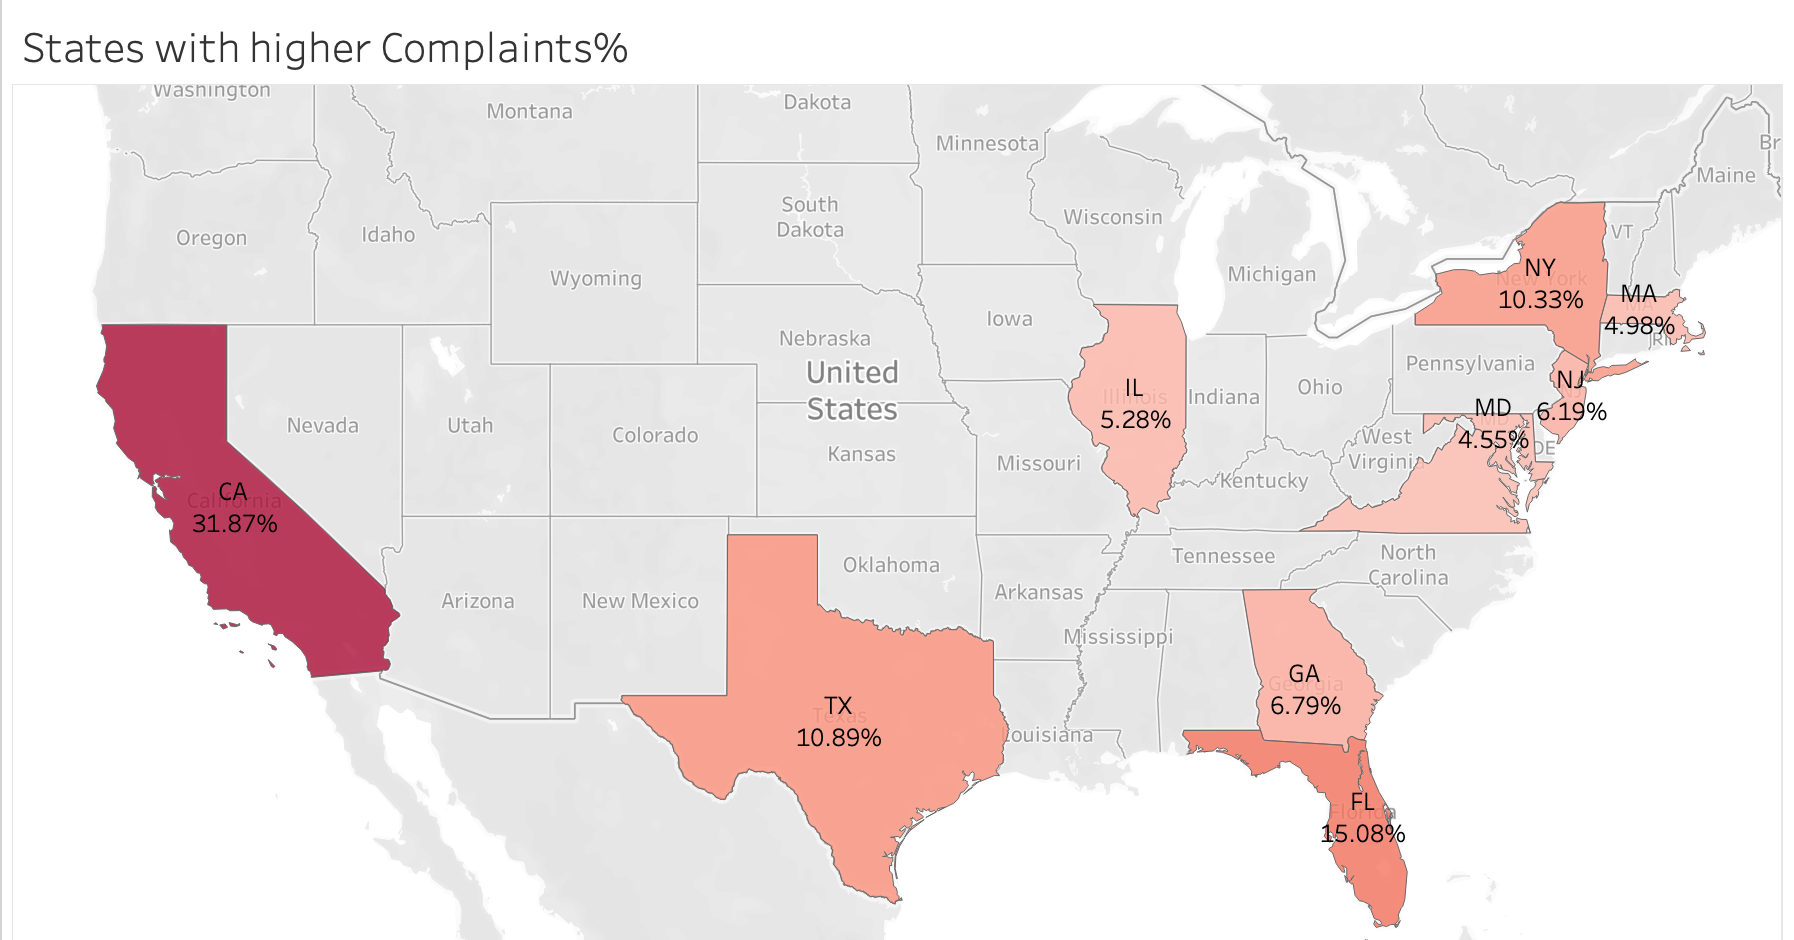 States with higher Complaints%
Washington
Montana
Dakota
Minnesota
Br
Maine
Oregon
Idaho
South
Dakota
Wisconsin
VT
Wyoming
Michigan
NY
New York
10.33%
MA
4.98%
RI
Iowa
Nebraska
United
States
Pennsylvania
Nevada
Utah
Colorado
Kansas
Missouri
IL
Illinois
5.28%
Indiana
Ohio
NJ
6.19%
MD
MD
4.55%
DE
West
Virginia
Kentucky
CA
California
31.87%
Arizona
New Mexico
Oklahoma
Arkansas
Tennessee
North
Carolina
Mississippi
TX
Texas
10.89%
Louisiana
GA
Georgia
6.79%
FL
Florida
15.08%